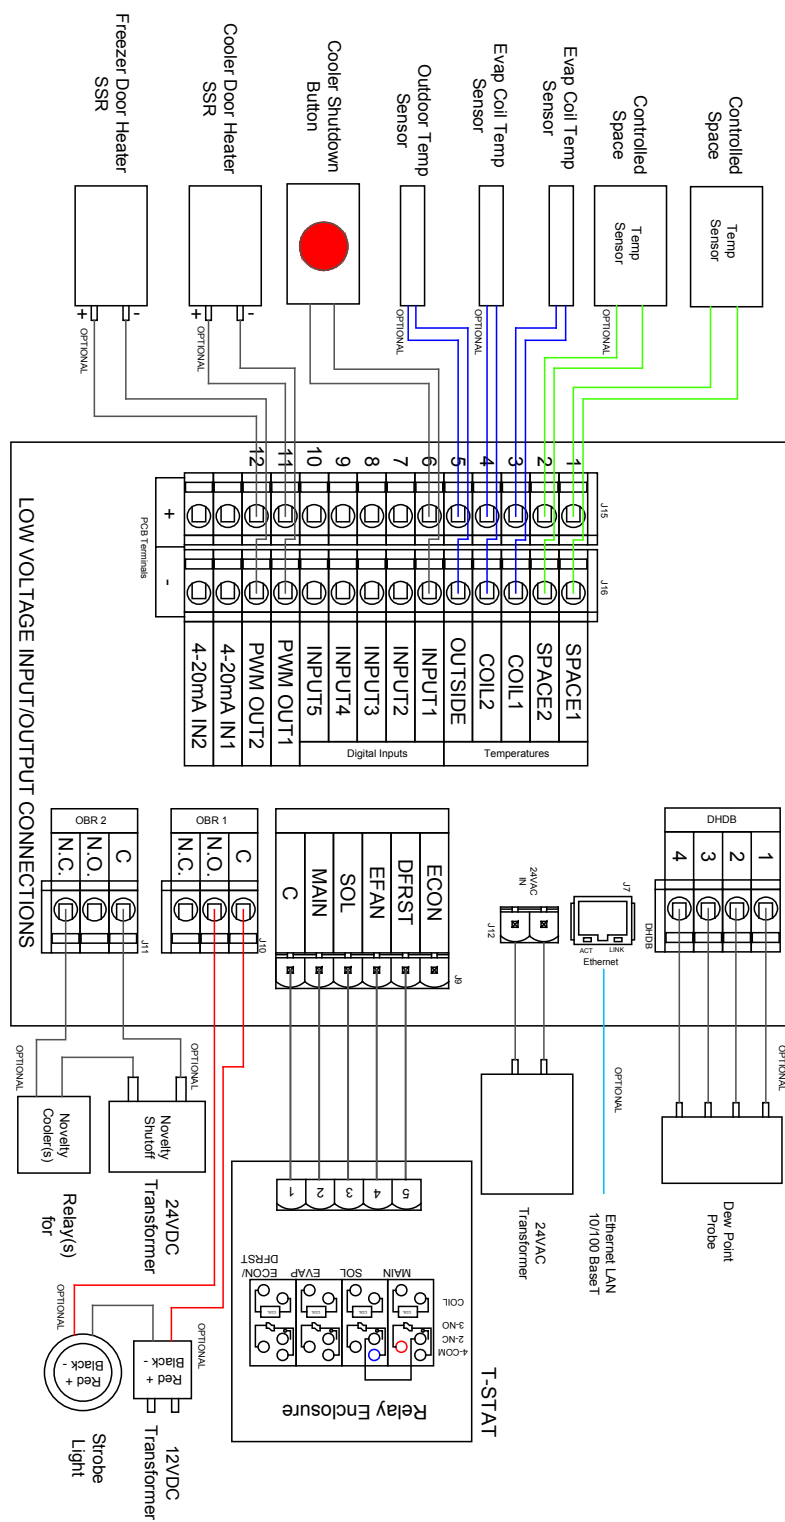 Controlled
Space
Controlled
Space
Evap Coil Temp
Sensor
Evap Coil Temp
Sensor
Outdoor Temp
Sensor
Cooler Shutdown
Button
Cooler Door Heater
SSR
Freezer Door Heater
SSR
Temp
Sensor
Temp
Sensor
-
+
-
+
OPTIONAL
OPTIONAL
OPTIONAL
OPTIONAL
OPTIONAL
1
2
3
4
5
6
7
8
9
10
11
12
J15
+
J16
-
PCB Terminals
SPACE1
SPACE2
COIL1
COIL2
OUTSIDE
INPUT1
INPUT2
INPUT3
INPUT4
INPUT5
PWM OUT1
PWM OUT2
4-20mA IN1
4-20mA IN2
Temperatures
Digital Inputs
LOW VOLTAGE INPUT/OUTPUT CONNECTIONS
DHDB
1
2
3
4
DHDB
J7
LINK
ACT
Ethernet
24VAC
IN
J12
ECON
DFRST
EFAN
SOL
MAIN
C
J9
OBR 1
C
N.O.
N.C.
J10
OBR 2
C
N.O.
N.C.
J11
OPTIONAL
Dew Point
Probe
OPTIONAL
Ethernet LAN
10/100 BaseT
24VAC
Transformer
T-STAT
5
4
3
2
1
MAIN
SOL
EVAP
ECON/
DFRST
COIL
3-NO
2-NC
4-COM
COIL
COIL
COIL
COIL
Relay Enclosure
OPTIONAL
Novelty
Shutoff
24VDC
Transformer
OPTIONAL
Novelty
Cooler(s)
Relay(s)
for
OPTIONAL
Red +
Black -
12VDC
Transformer
OPTIONAL
Red +
Black -
Strobe
Light